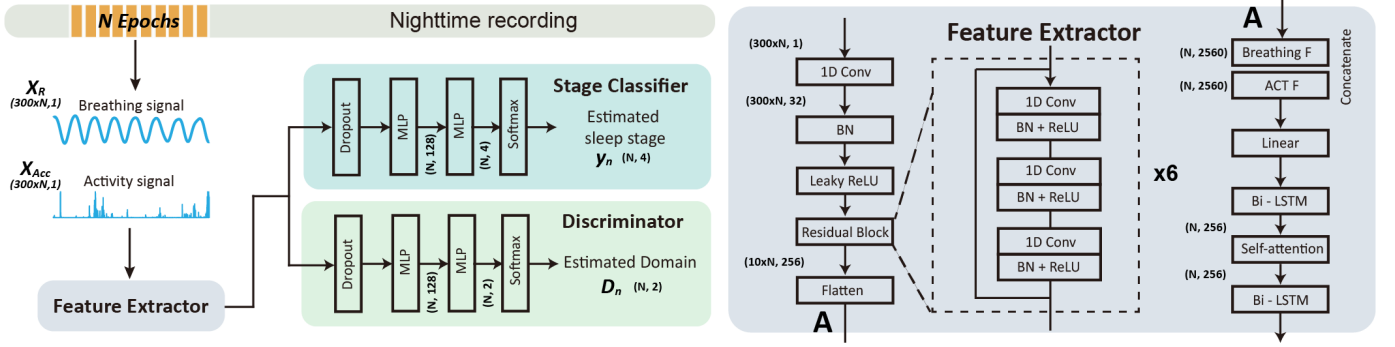 N Epochs
Nighttime recording
X_R
(300xN,1)
Breathing signal
X_Acc
(300xN,1)
Activity signal
Feature Extractor
Stage Classifier
Dropout
MLP
(N, 128)
MLP
(N, 4)
Softmax
Estimated
sleep stage
y_n (N, 4)
Discriminator
Dropout
MLP
(N, 128)
MLP
(N, 2)
Softmax
Estimated Domain
D_n (N, 2)
Feature Extractor
(300xN, 1)
1D Conv
(300xN, 32)
BN
Leaky ReLU
Residual Block
(10xN, 256)
Flatten
A
1D Conv
BN + ReLU
1D Conv
BN + ReLU
1D Conv
BN + ReLU
x6
A
(N, 2560)
Breathing F
(N, 2560)
ACT F
Concatenate
Linear
Bi - LSTM
(N, 256)
Self-attention
(N, 256)
Bi - LSTM